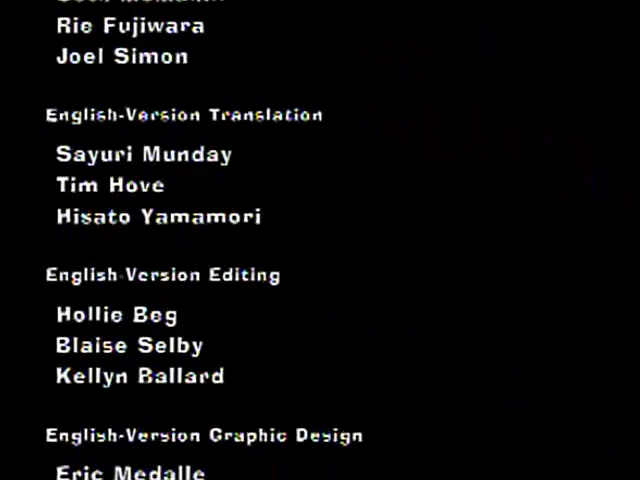 Rie Fujiwara
Joel Simon
English-Version Translation
Sayuri Munday
Tim Hove
Hisato Yamamori
English-Version Editing
Hollie Beg
Blaise Selby
Kellyn Ballard
English-Version Graphic Design
Eric Medalle